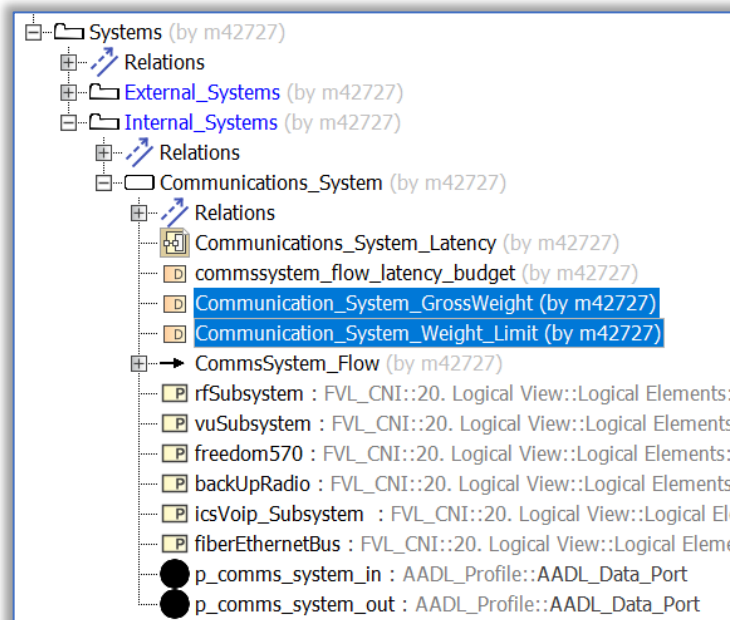 Systems (by m42727)
Relations
External_Systems (by m42727)
Internal_Systems (by m42727)
Relations
Communications_System (by m42727)
Relations
Communications_System_Latency (by m42727)
D commssystem_flow_latency_budget (by m42727)
D Communication_System_GrossWeight (by m42727)
D Communication_System_Weight_Limit (by m42727)
CommsSystem_Flow (by m42727)
P rfSubsystem : FVL_CNI::20. Logical View::Logical Elements:
P vuSubsystem : FVL_CNI::20. Logical View::Logical Elements
P freedom570 : FVL_CNI::20. Logical View::Logical Elements:
P backUpRadio : FVL_CNI::20. Logical View::Logical Elements
P icsVoip_Subsystem : FVL_CNI::20. Logical View::Logical El
P fiberEthernetBus : FVL_CNI::20. Logical View::Logical Eleme
p_comms_system_in : AADL_Profile::AADL_Data_Port
p_comms_system_out : AADL_Profile::AADL_Data_Port